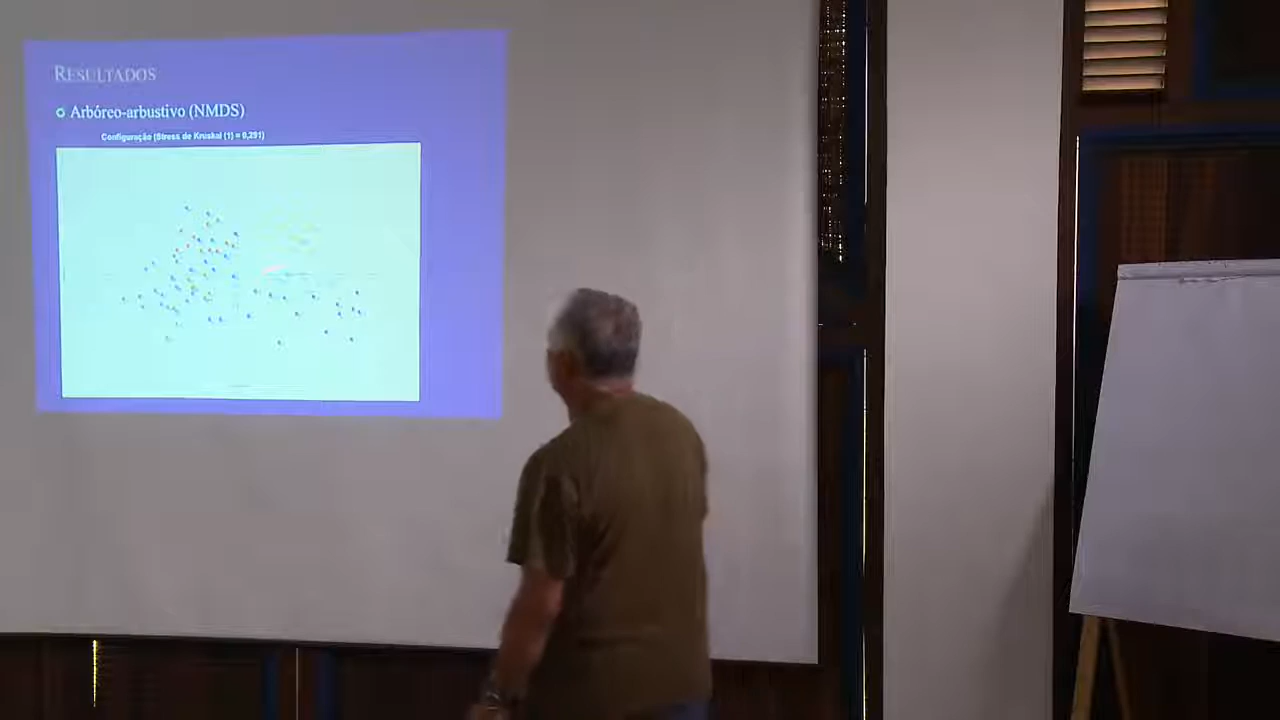 RESULTADOS
Arbóreo-arbustivo (NMDS)
Configuração (Stress de Kruskal (1) = 0,291)